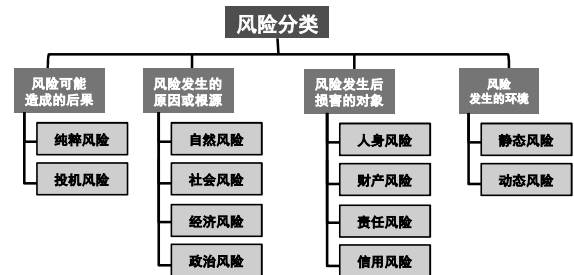 风险分类
风险可能
造成的后果
纯粹风险
投机风险
风险发生的
原因或根源
自然风险
社会风险
经济风险
政治风险
风险发生后
损害的对象
人身风险
财产风险
责任风险
信用风险
风险
发生的环境
静态风险
动态风险